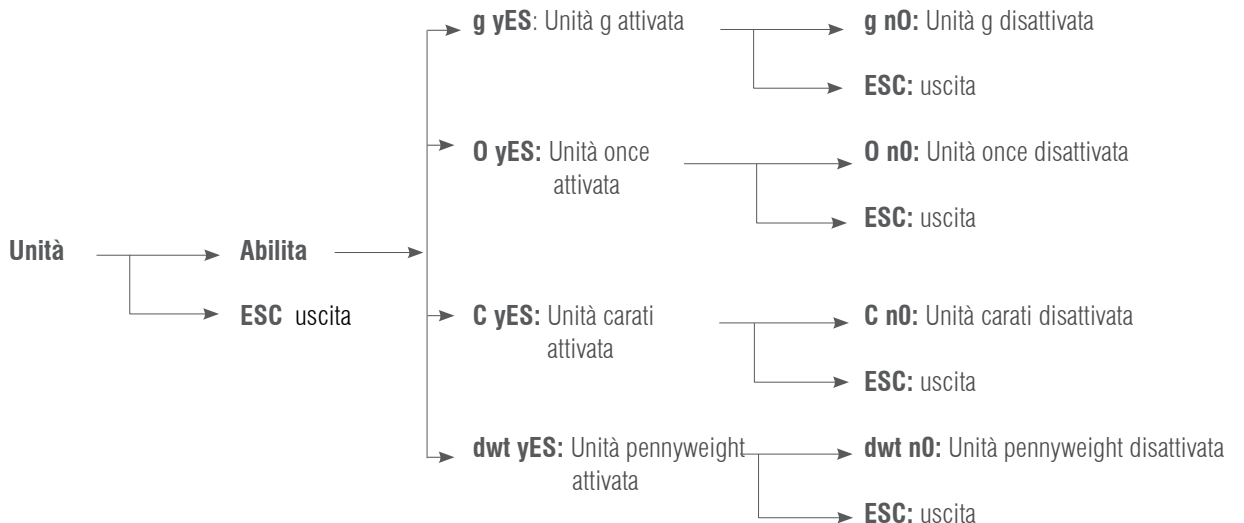 g yES: Unità g attivata
g nO: Unità g disattivata
ESC: uscita
O yES: Unità once
attivata
O nO: Unità once disattivata
ESC: uscita
Unità
Abilita
ESC uscita
C yES: Unità carati
attivata
C nO: Unità carati disattivata
ESC: uscita
dwt yES: Unità pennyweight
attivata
dwt nO: Unità pennyweight disattivata
ESC: uscita